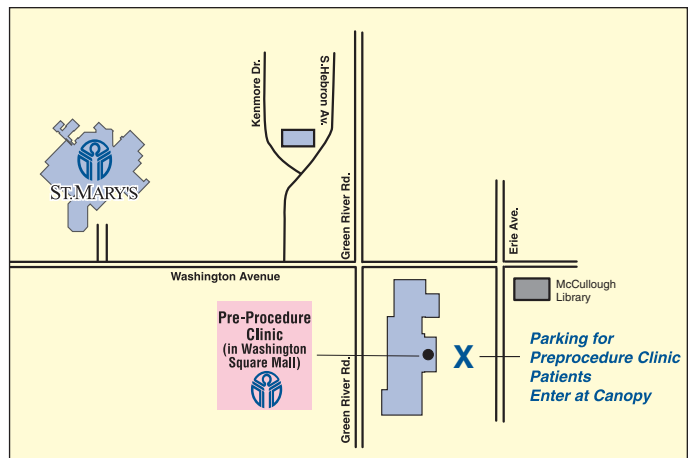 Kenmore Dr.
S.Hebron Av.
Green River Rd.
Erie Ave.
ST.MARY'S
Washington Avenue
McCullough
Library
Pre-Procedure
Clinic
(in Washington
Square Mall)
Green River Rd.
X
Parking for
Preprocedure Clinic
Patients
Enter at Canopy